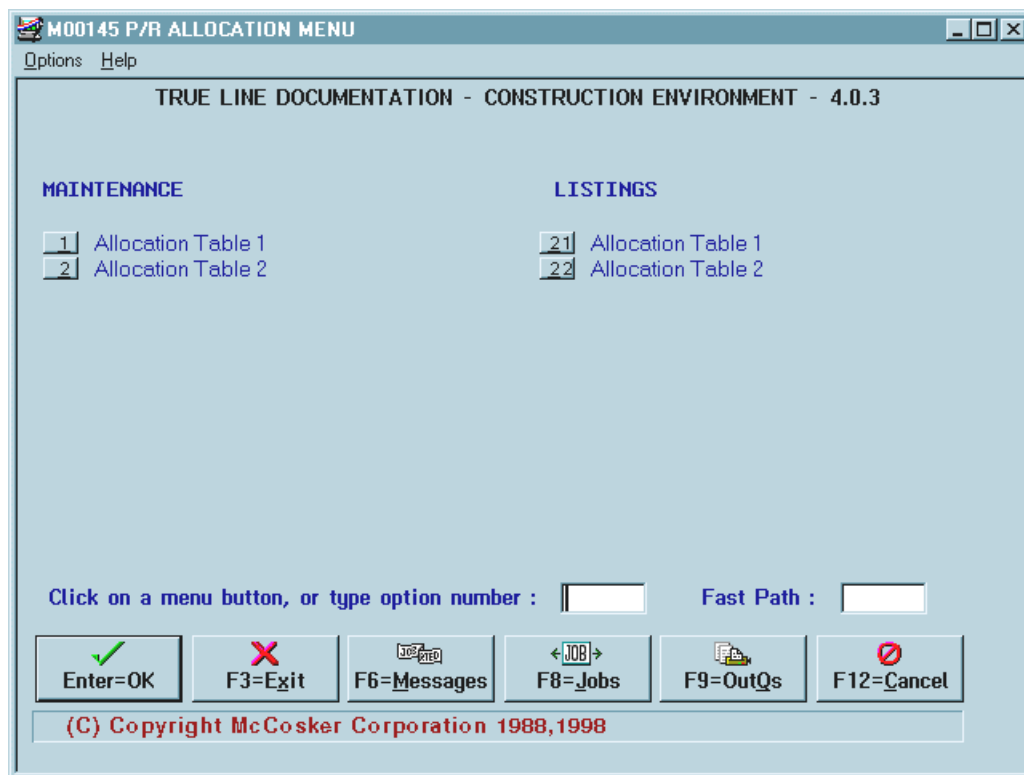 M00145 P/R ALLOCATION MENU
Options Help
TRUE LINE DOCUMENTATION - CONSTRUCTION ENVIRONMENT - 4.0.3
MAINTENANCE LISTINGS
1 Allocation Table 1 21 Allocation Table 1
2 Allocation Table 2 22 Allocation Table 2
Click on a menu button, or type option number : Fast Path :
JOB
Enter=OK F3=Exit F6=Messages F8=Jobs F9=OutQs F12=Cancel
(C) Copyright McCosker Corporation 1988,1998